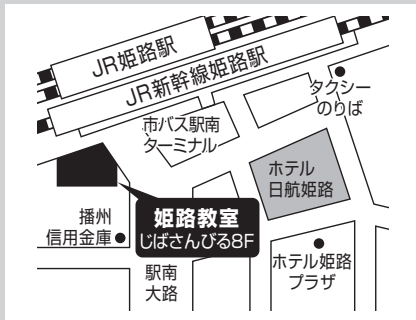 JR姫路駅
JR新幹線姫路駅
タクシー
のりば
市バス駅南
ターミナル
ホテル
日航姫路
姫路教室
じばさんびる8F
播州
信用金庫
駅南
大路
ホテル姫路
プラザ